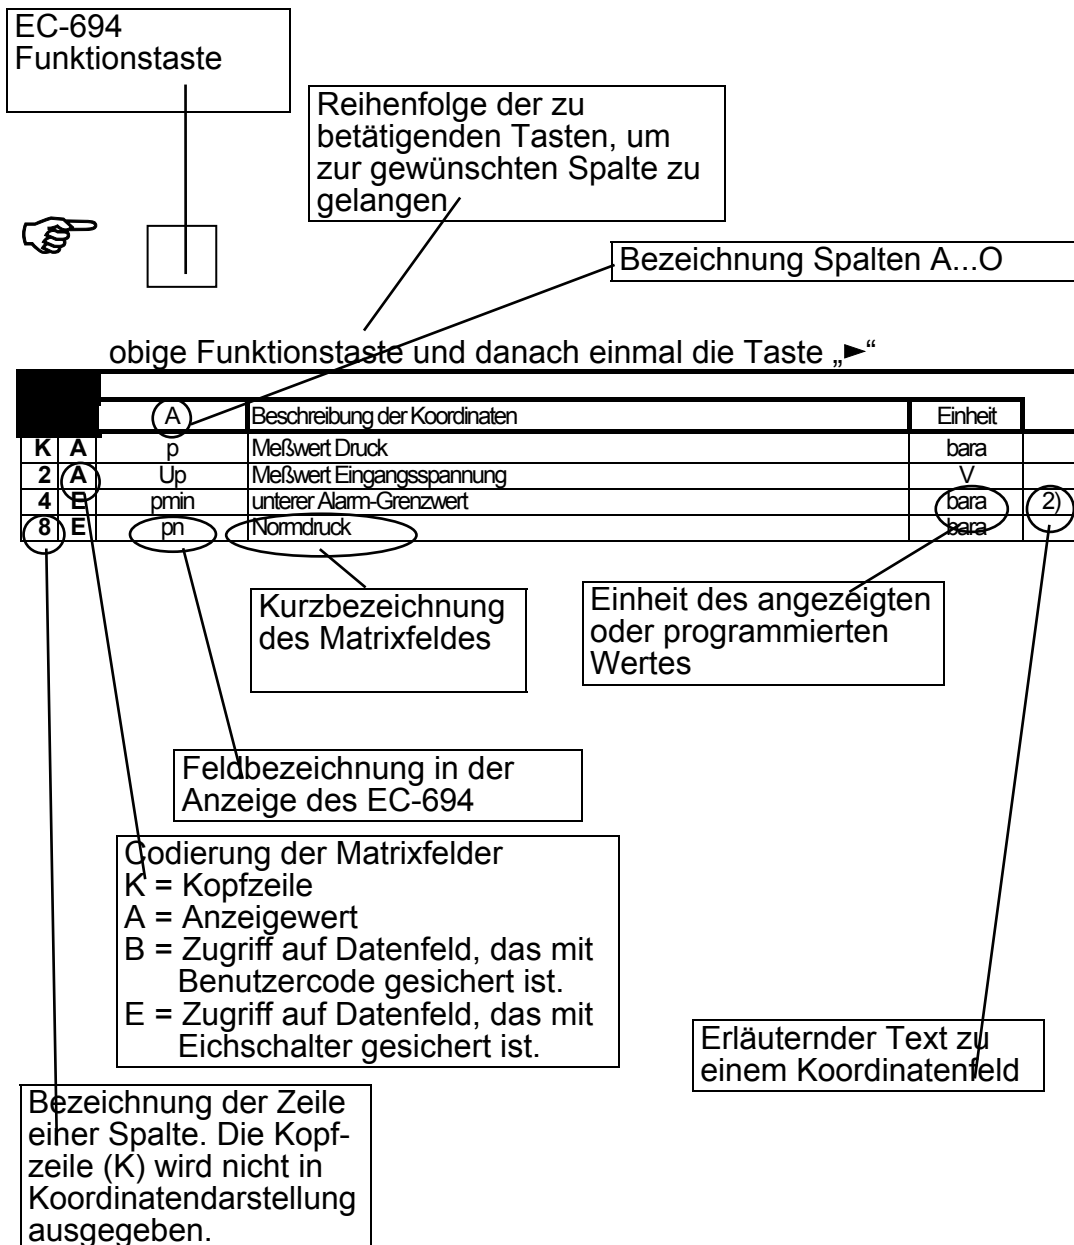 EC-694
Funktionstaste
Reihenfolge der zu
betätigenden Tasten, um
zur gewünschten Spalte zu
gelangen
Bezeichnung Spalten A...O
obige Funktionstaste und danach einmal die Taste „►“
A Beschreibung der Koordinaten Einheit
K A p Meßwert Druck bara
2 A Up Meßwert Eingangsspannung V
4 E pmin unterer Alarm-Grenzwert bara 2)
8 E pn Normdruck bara
Kurzbezeichnung
des Matrixfeldes
Einheit des angezeigten
oder programmierten
Wertes
Feldbezeichnung in der
Anzeige des EC-694
Codierung der Matrixfelder
K = Kopfzeile
A = Anzeigewert
B = Zugriff auf Datenfeld, das mit
Benutzercode gesichert ist.
E = Zugriff auf Datenfeld, das mit
Eichschalter gesichert ist.
Erläuternder Text zu
einem Koordinatenfeld
Bezeichnung der Zeile
einer Spalte. Die Kopf-
zeile (K) wird nicht in
Koordinatendarstellung
ausgegeben.